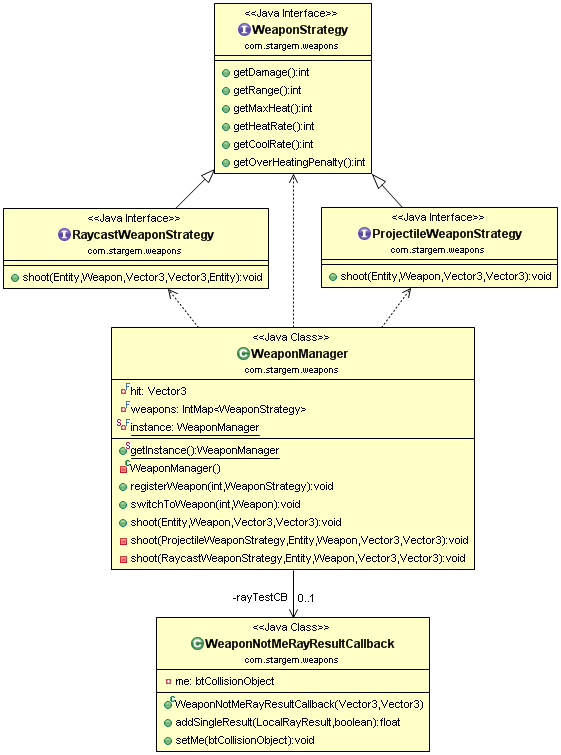 <<Java Interface>>
I WeaponStrategy
com.stargem.weapons
getDamage():int
getRange():int
getMaxHeat():int
getHeatRate():int
getCoolRate():int
getOverHeatingPenalty():int
<<Java Interface>>
I RaycastWeaponStrategy
com.stargem.weapons
shoot(Entity,Weapon,Vector3,Vector3,Entity):void
<<Java Interface>>
I ProjectileWeaponStrategy
com.stargem.weapons
shoot(Entity,Weapon,Vector3,Vector3):void
<<Java Class>>
C WeaponManager
com.stargem.weapons
F hit: Vector3
F weapons: IntMap<WeaponStrategy>
S F instance: WeaponManager
S getInstance():WeaponManager
C WeaponManager()
registerWeapon(int,WeaponStrategy):void
switchToWeapon(int,Weapon):void
shoot(Entity,Weapon,Vector3,Vector3):void
shoot(ProjectileWeaponStrategy,Entity,Weapon,Vector3,Vector3):void
shoot(RaycastWeaponStrategy,Entity,Weapon,Vector3,Vector3):void
-rayTestCB 0..1
<<Java Class>>
C WeaponNotMeRayResultCallback
com.stargem.weapons
me: btCollisionObject
C WeaponNotMeRayResultCallback(Vector3,Vector3)
addSingleResult(LocalRayResult,boolean):float
setMe(btCollisionObject):void